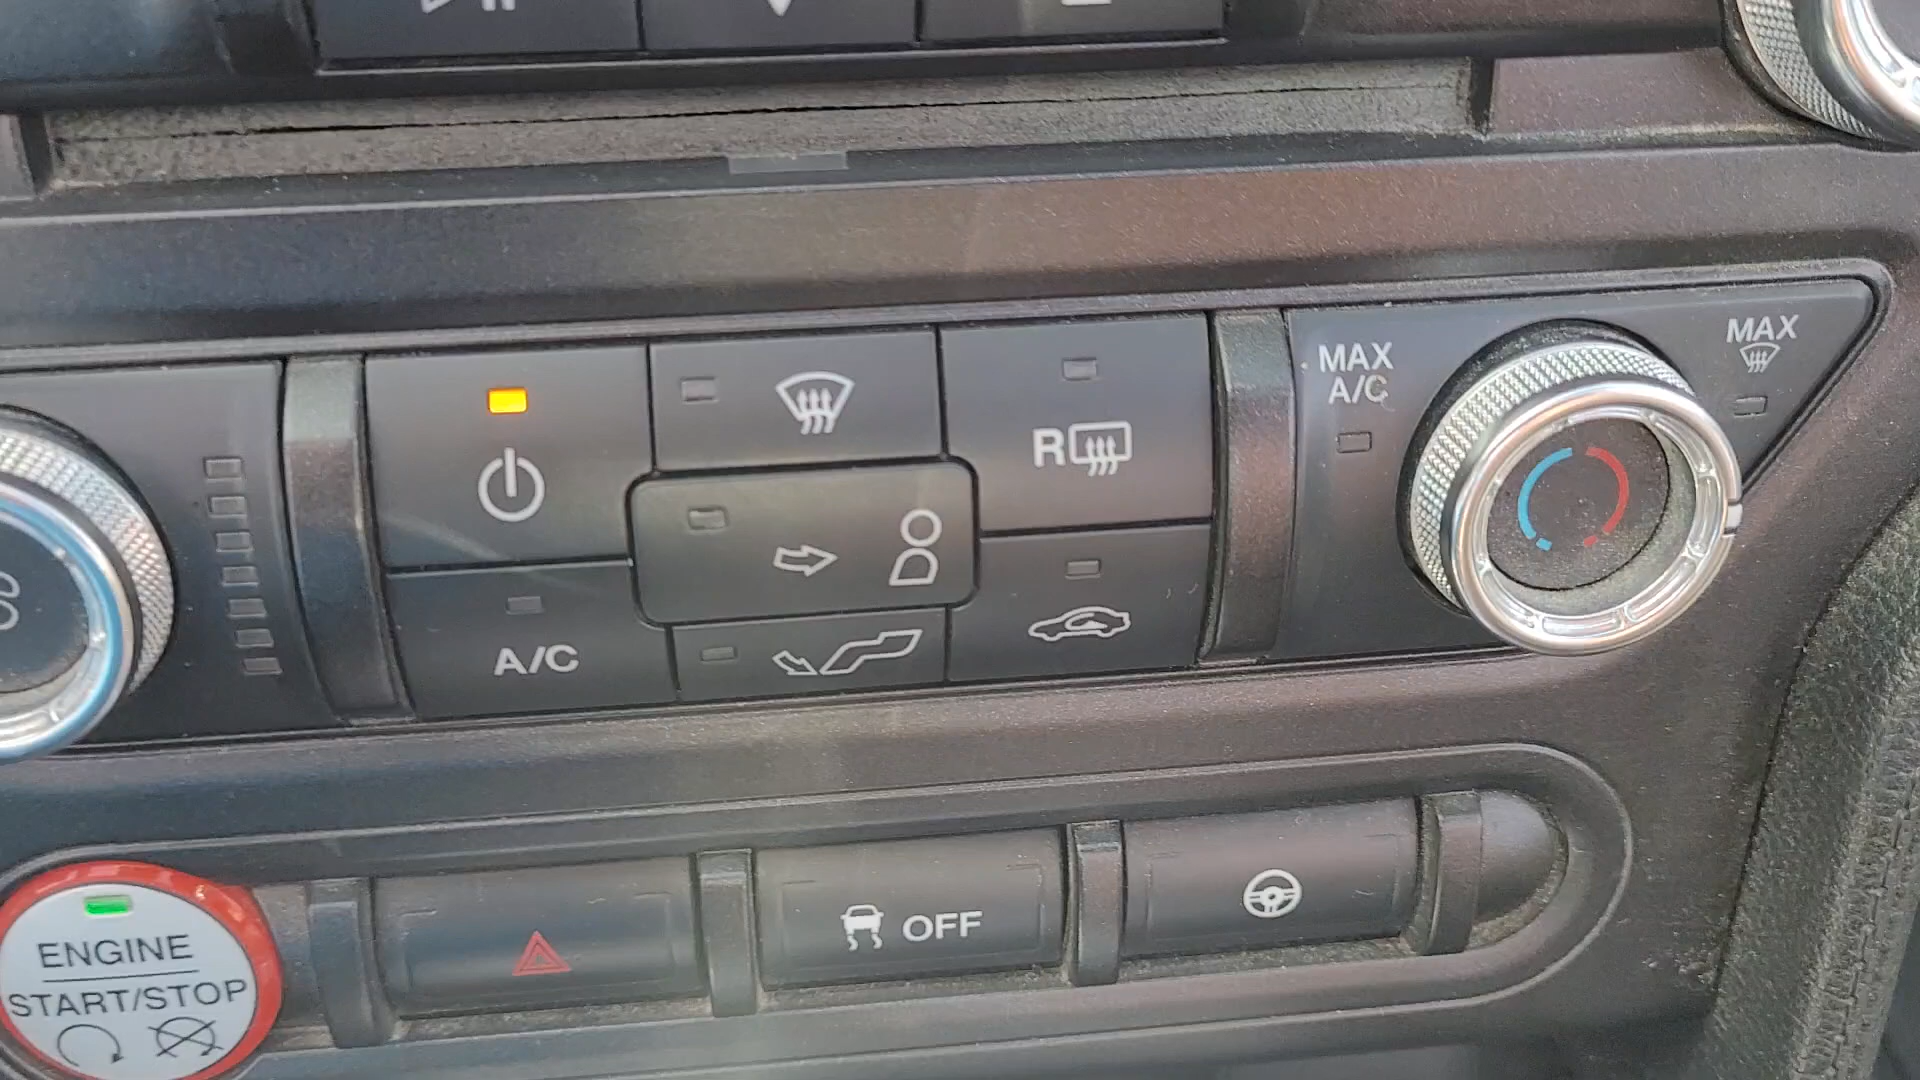 MAX
A/C
MAX
R
A/C
OFF
ENGINE
START/STOP